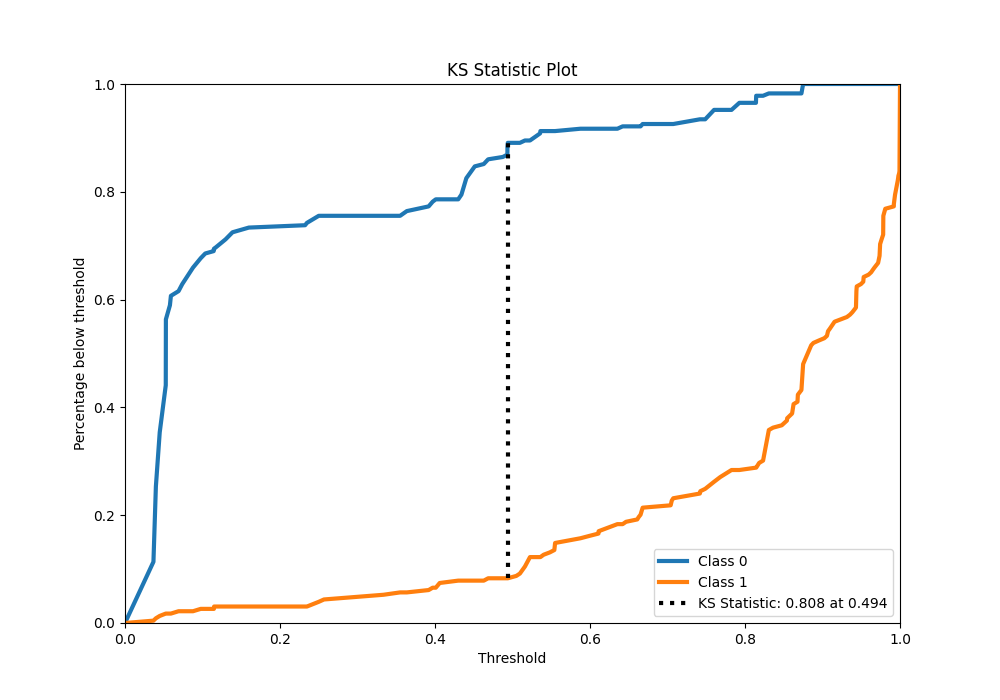 KS Statistic Plot
1.0
0.8
0.6
0.4
0.2
0.0
Percentage below threshold
0.0 0.2 0.4 0.6 0.8 1.0
Threshold
Class 0
Class 1
KS Statistic: 0.808 at 0.494